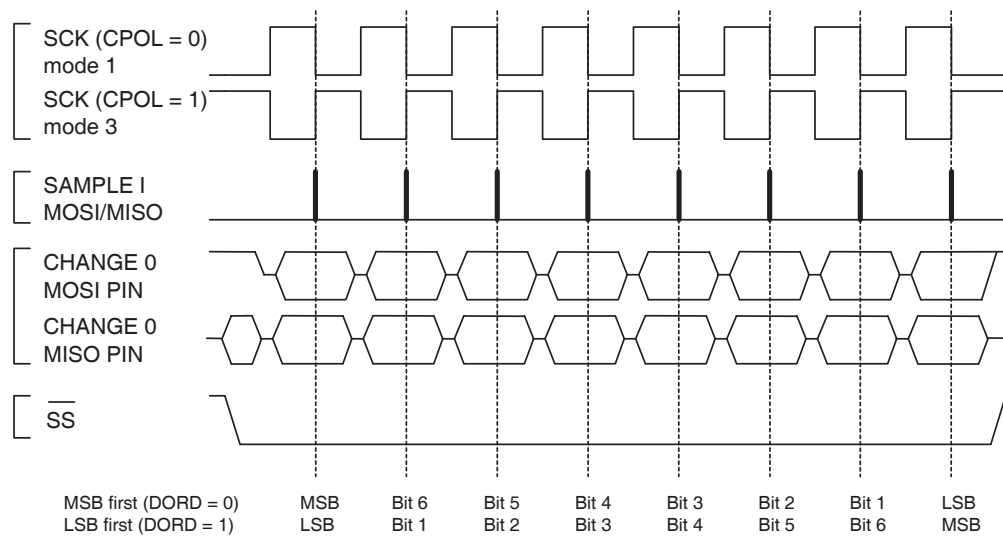 SCK (CPOL = 0)
mode 1
SCK (CPOL = 1)
mode 3
SAMPLE I
MOSI/MISO
CHANGE 0
MOSI PIN
CHANGE 0
MISO PIN
SS
MSB first (DORD = 0) MSB Bit 6 Bit 5 Bit 4 Bit 3 Bit 2 Bit 1 LSB
LSB first (DORD = 1) LSB Bit 1 Bit 2 Bit 3 Bit 4 Bit 5 Bit 6 MSB